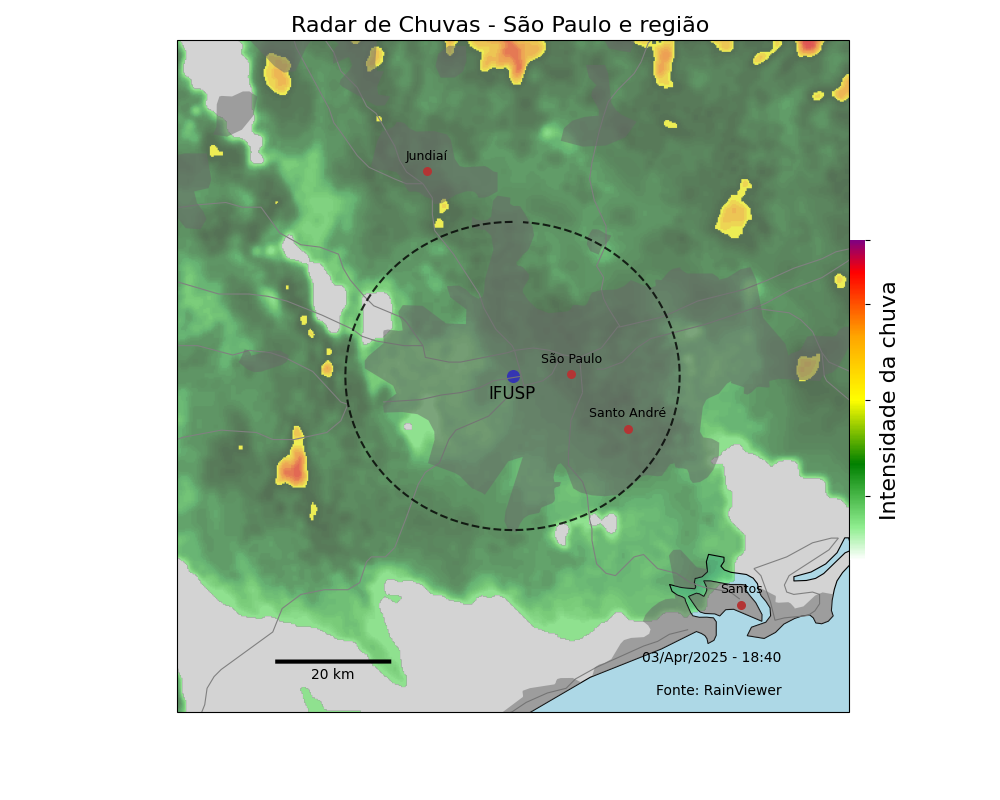 Radar de Chuvas - São Paulo e região
Jundiaí
São Paulo
IFUSP
Santo André
Intensidade da chuva
Santos
20 km
03/Apr/2025 - 18:40
Fonte: RainViewer